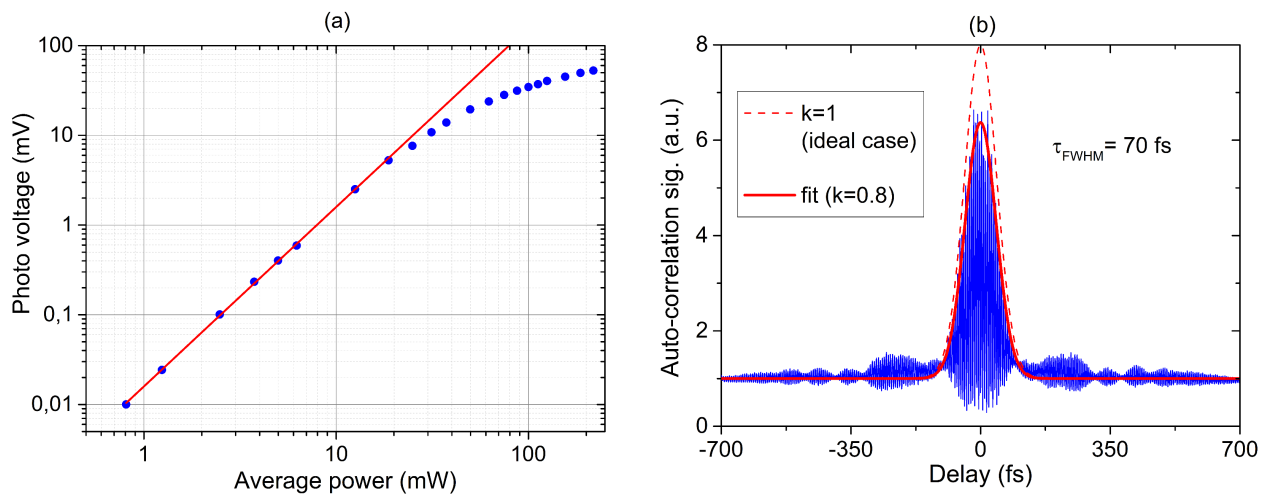 (a)
100
10
1
0,1
0,01
Photo voltage (mV)
1
10
100
Average power (mW)
(b)
8
6
4
2
0
Auto-correlation sig. (a.u.)
k=1
(ideal case)
fit (k=0.8)
τFWHM= 70 fs
-700
-350
0
350
700
Delay (fs)